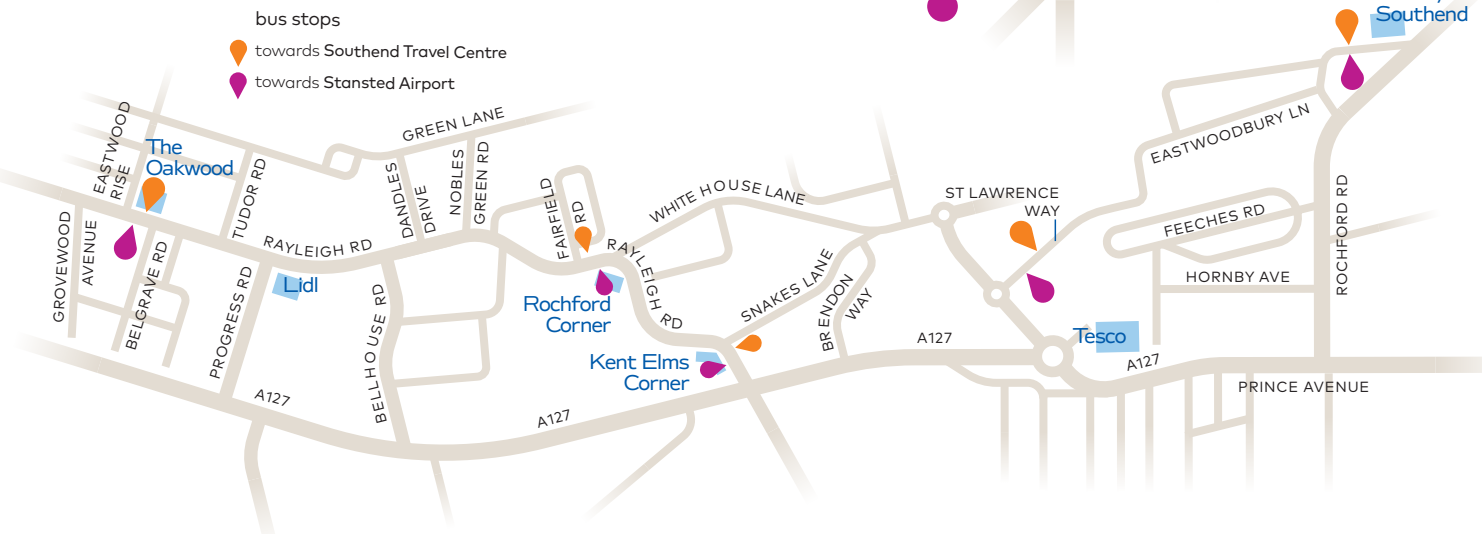 bus stops
towards Southend Travel Centre
towards Stansted Airport
Southend
EASTWOOD
RISE
The
Oakwood
TUDOR RD
GROVEWOOD
AVENUE
BELGRAVE RD
PROGRESS RD
RAYLEIGH RD
Lidl
BELLHOUSE RD
DANDLES
DRIVE
NOBLES
GREEN RD
GREEN LANE
FAIRFIELD
RD
RAYLEIGH RD
Rochford
Corner
WHITE HOUSE LANE
Kent Elms
Corner
SNAKES LANE
BRENDON
WAY
ST LAWRENCE
WAY
EASTWOODBURY LN
FEECHES RD
HORNBY AVE
ROCHFORD RD
Tesco
A127
A127
A127
A127
PRINCE AVENUE